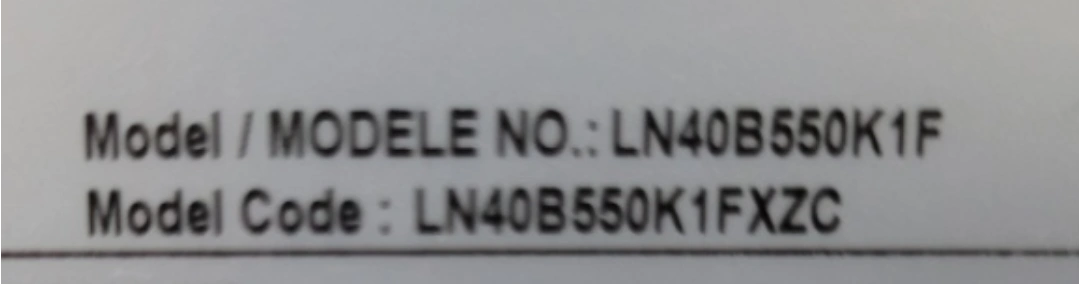 Model / MODELE NO.: LN40B550K1F
Model Code : LN40B550K1FXZC